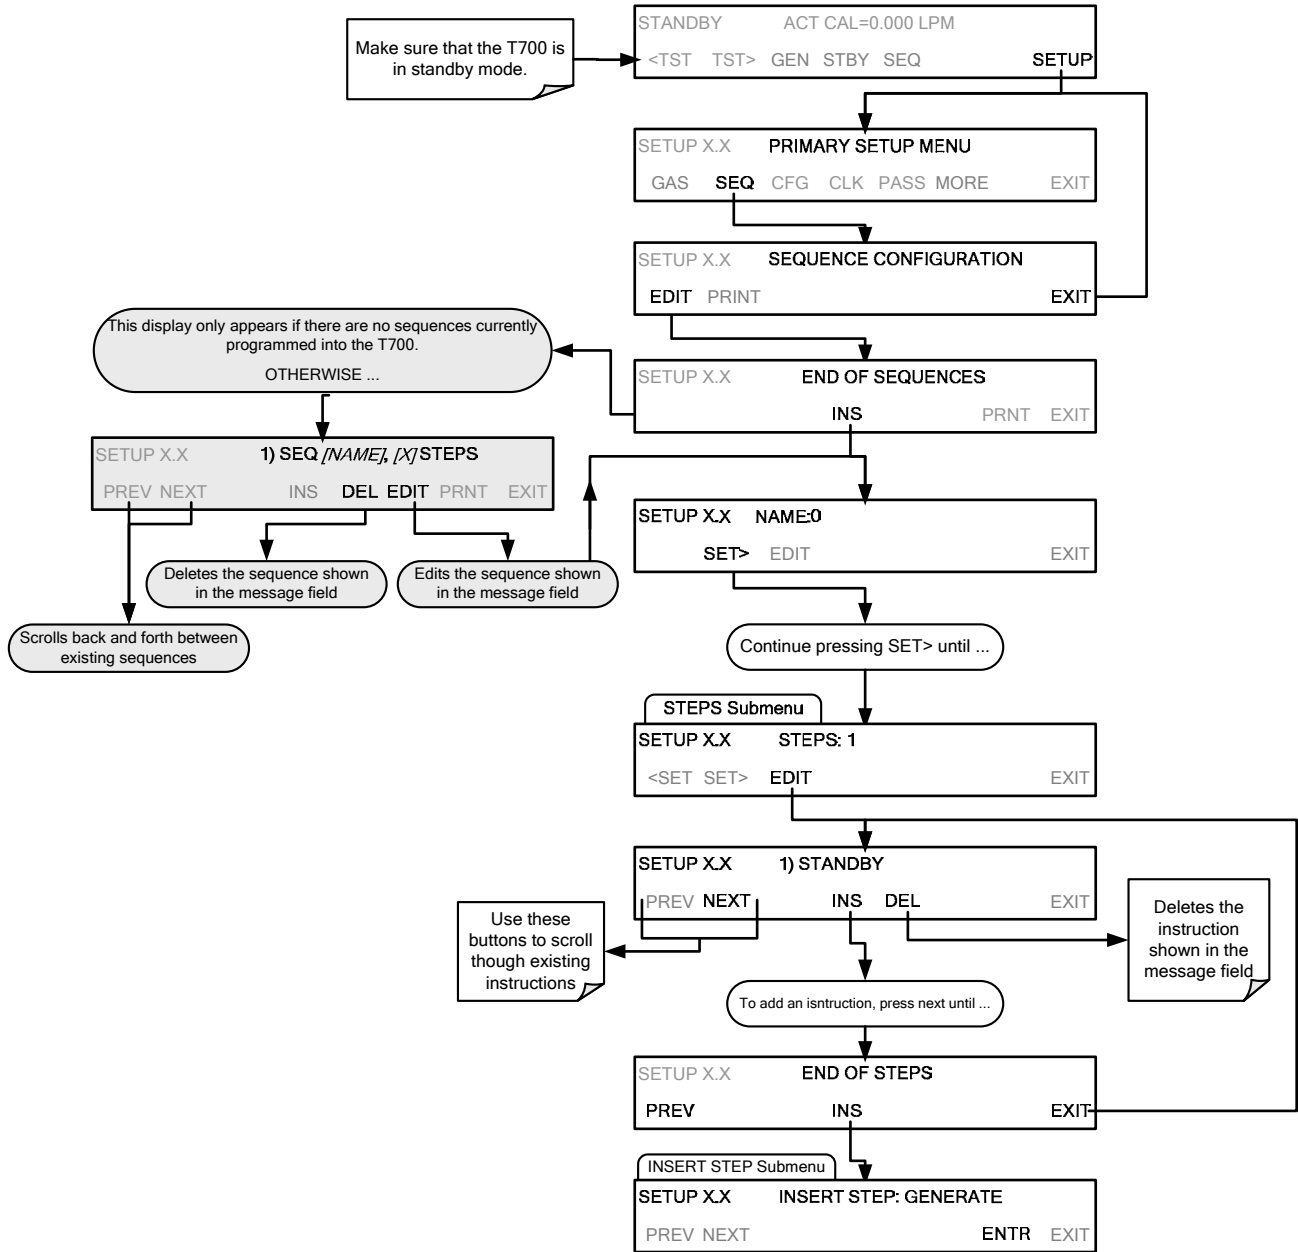 Make sure that the T700 is
in standby mode.
STANDBY ACT CAL=0.000 LPM
<TST TST> GEN STBY SEQ SETUP
SETUP X.X PRIMARY SETUP MENU
GAS SEQ CFG CLK PASS MORE EXIT
SETUP X.X SEQUENCE CONFIGURATION
EDIT PRINT EXIT
This display only appears if there are no sequences currently
programmed into the T700.
OTHERWISE ...
SETUP X.X END OF SEQUENCES
INS PRNT EXIT
SETUP X.X 1) SEQ [NAME], [X] STEPS
PREV NEXT INS DEL EDIT PRNT EXIT
Deletes the sequence shown
in the message field
Edits the sequence shown
in the message field
Scrolls back and forth between
existing sequences
SETUP X.X NAME:0
SET> EDIT EXIT
Continue pressing SET> until ...
STEPS Submenu
SETUP X.X STEPS: 1
<SET SET> EDIT EXIT
SETUP X.X 1) STANDBY
PREV NEXT INS DEL EXIT
Use these
buttons to scroll
though existing
instructions
Deletes the
instruction
shown in the
message field
To add an isntruction, press next until ...
SETUP X.X END OF STEPS
PREV INS EXIT
INSERT STEP Submenu
SETUP X.X INSERT STEP: GENERATE
PREV NEXT ENTR EXIT